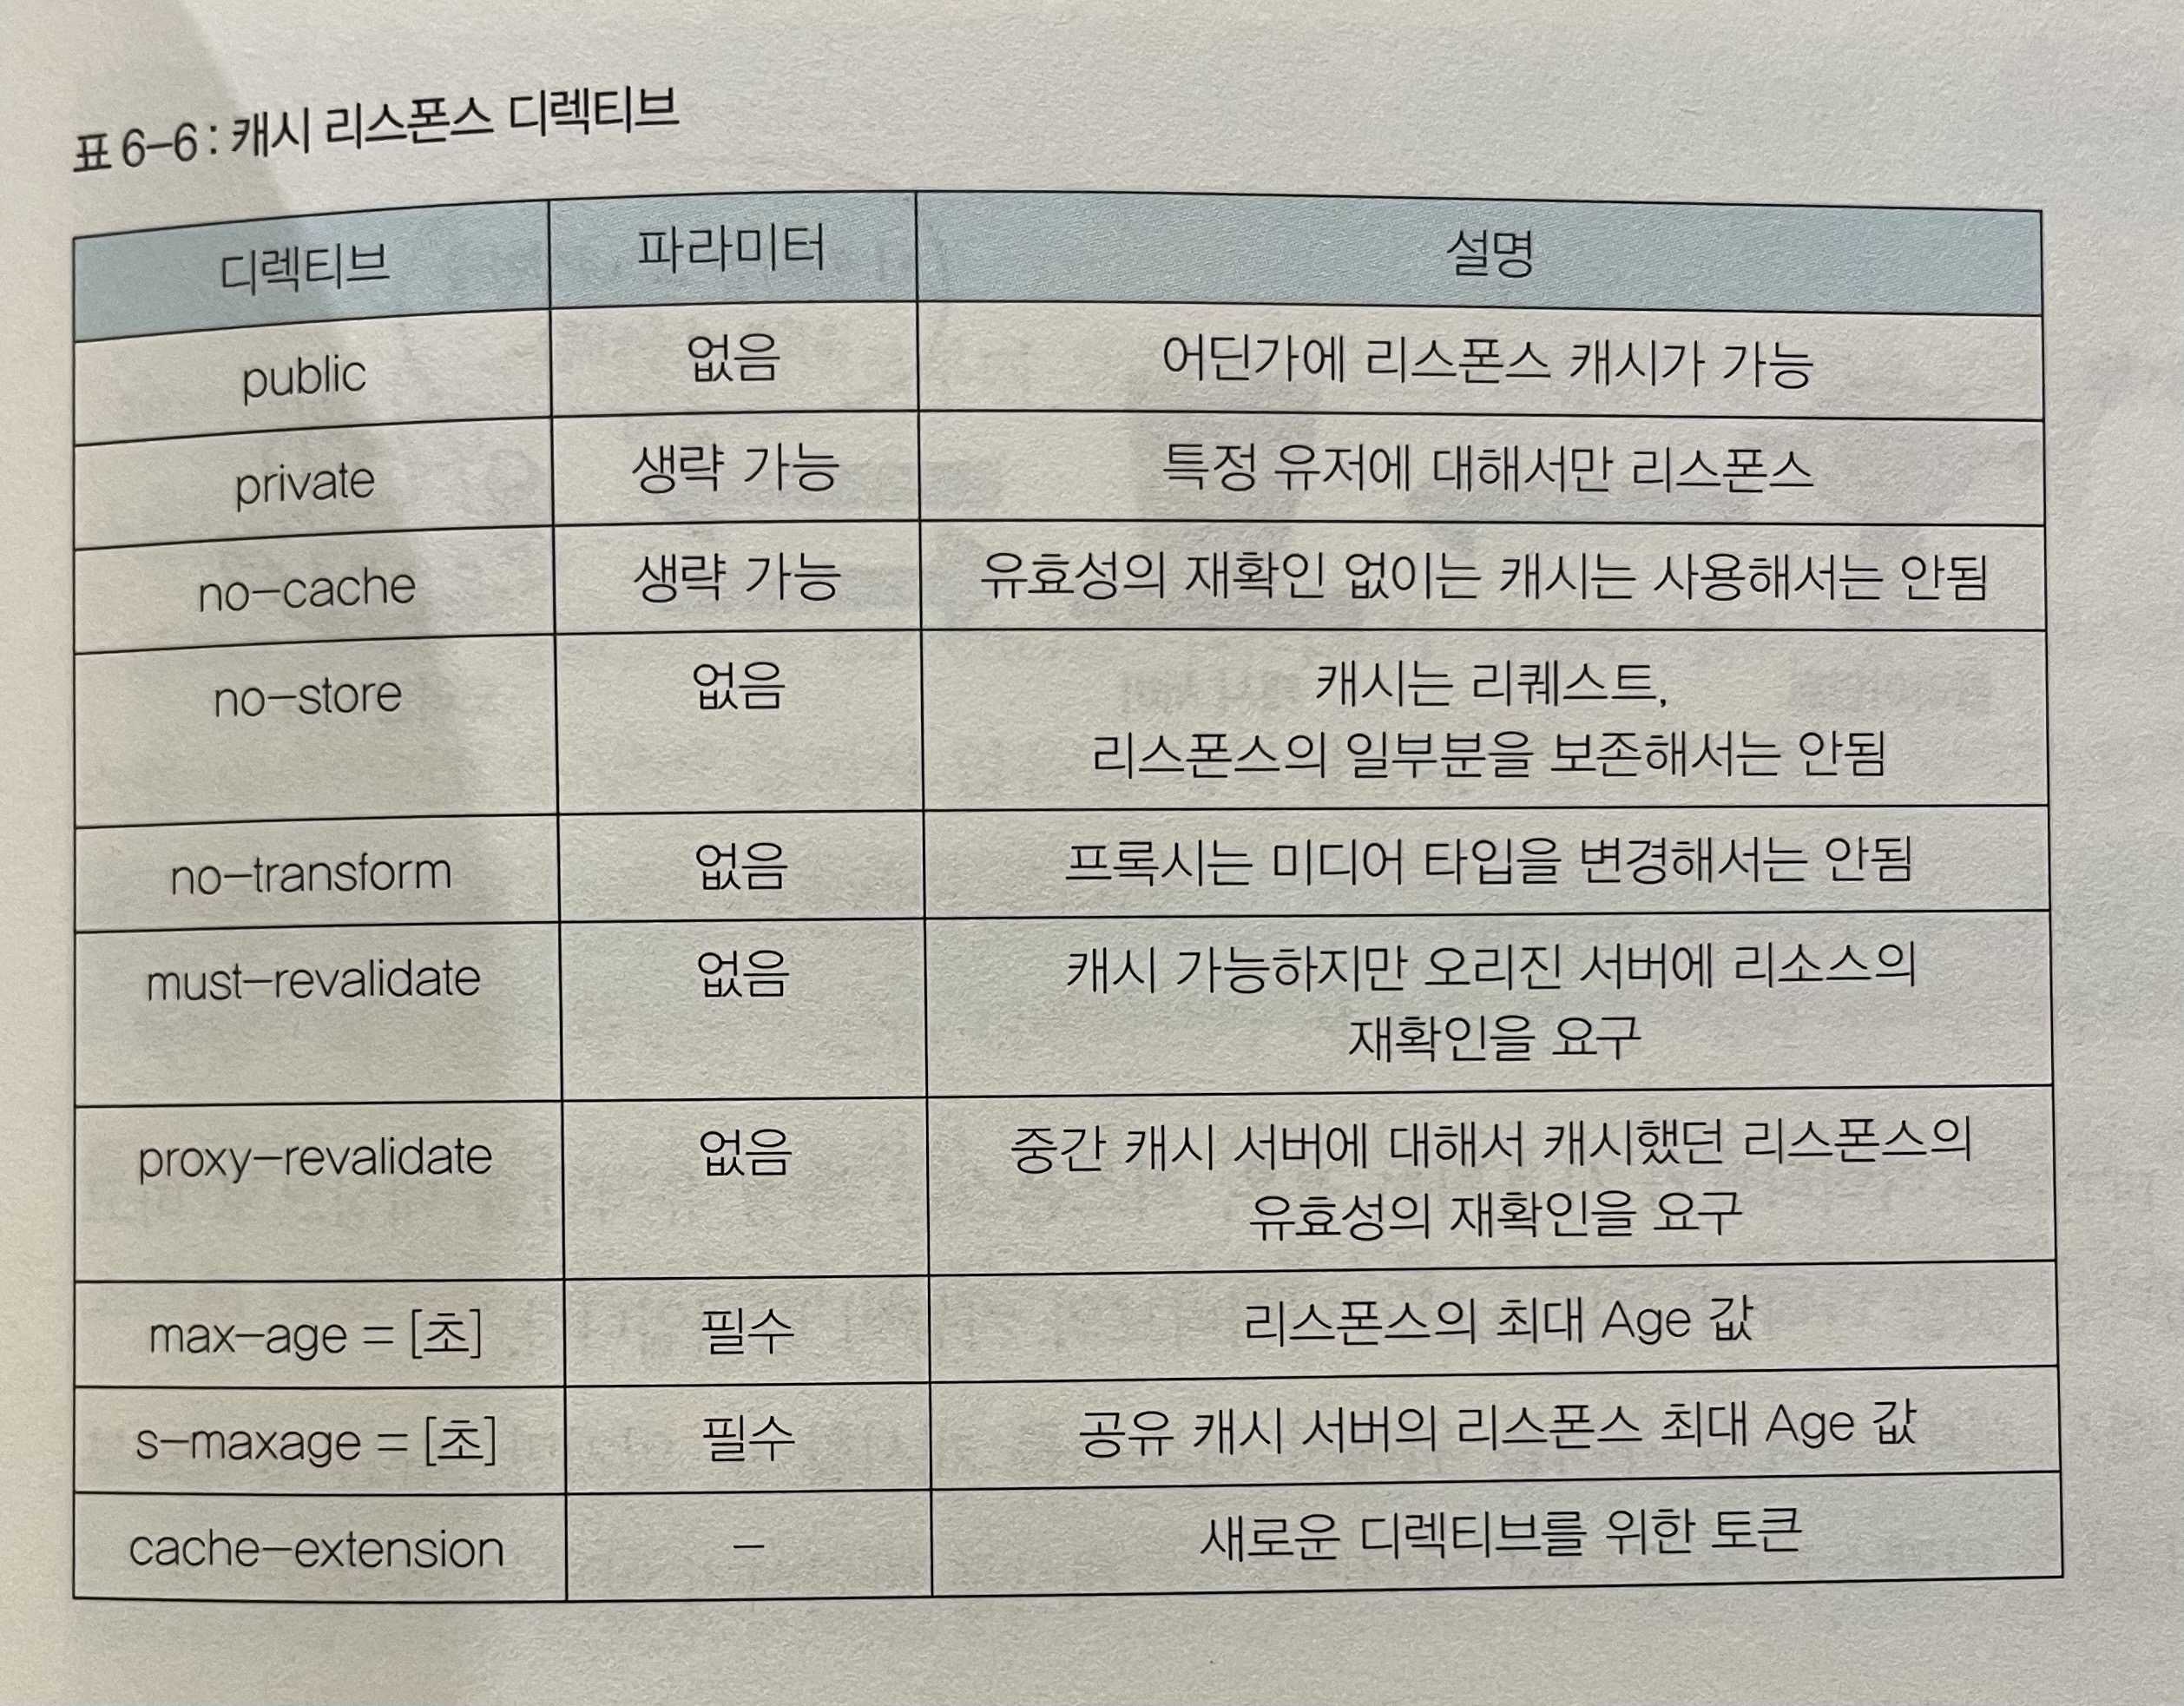 표 6-6 : 캐시 리스폰스 디렉티브
디렉티브 파라미터 설명
public 없음 어딘가에 리스폰스 캐시가 가능
private 생략 가능 특정 유저에 대해서만 리스폰스
no-cache 생략 가능 유효성의 재확인 없이는 캐시는 사용해서는 안됨
no-store 없음 캐시는 리퀘스트,
리스폰스의 일부분을 보존해서는 안됨
no-transform 없음 프록시는 미디어 타입을 변경해서는 안됨
must-revalidate 없음 캐시 가능하지만 오리진 서버에 리소스의
재확인을 요구
proxy-revalidate 없음 중간 캐시 서버에 대해서 캐시했던 리스폰스의
유효성의 재확인을 요구
max-age = [초] 필수 리스폰스의 최대 Age 값
s-maxage = [초] 필수 공유 캐시 서버의 리스폰스 최대 Age 값
cache-extension - 새로운 디렉티브를 위한 토큰